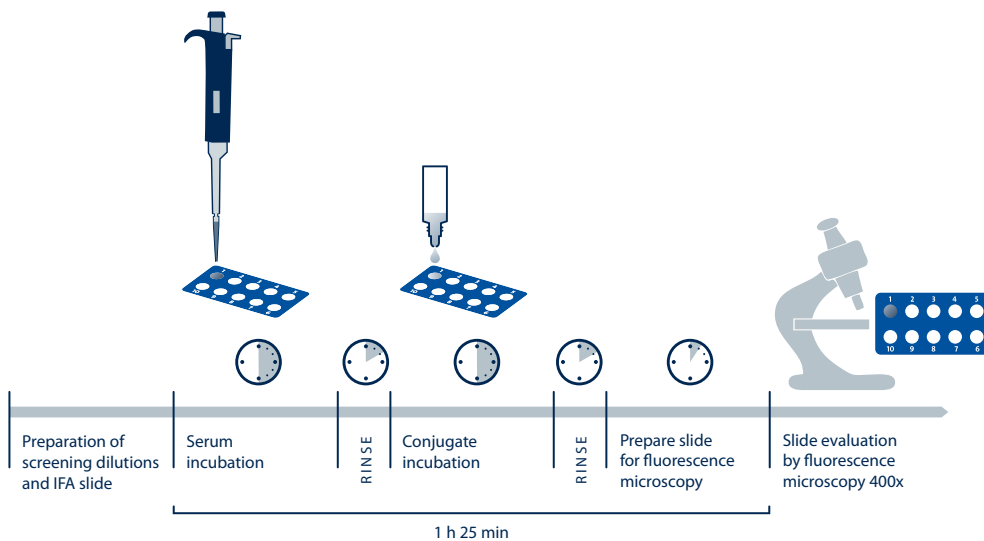 1 2 3 4 5
10 9 8 7 6
Preparation of
screening dilutions
and IFA slide
Serum
incubation
RINSE
Conjugate
incubation
RINSE
Prepare slide
for fluorescence
microscopy
Slide evaluation
by fluorescence
microscopy 400x
1 h 25 min